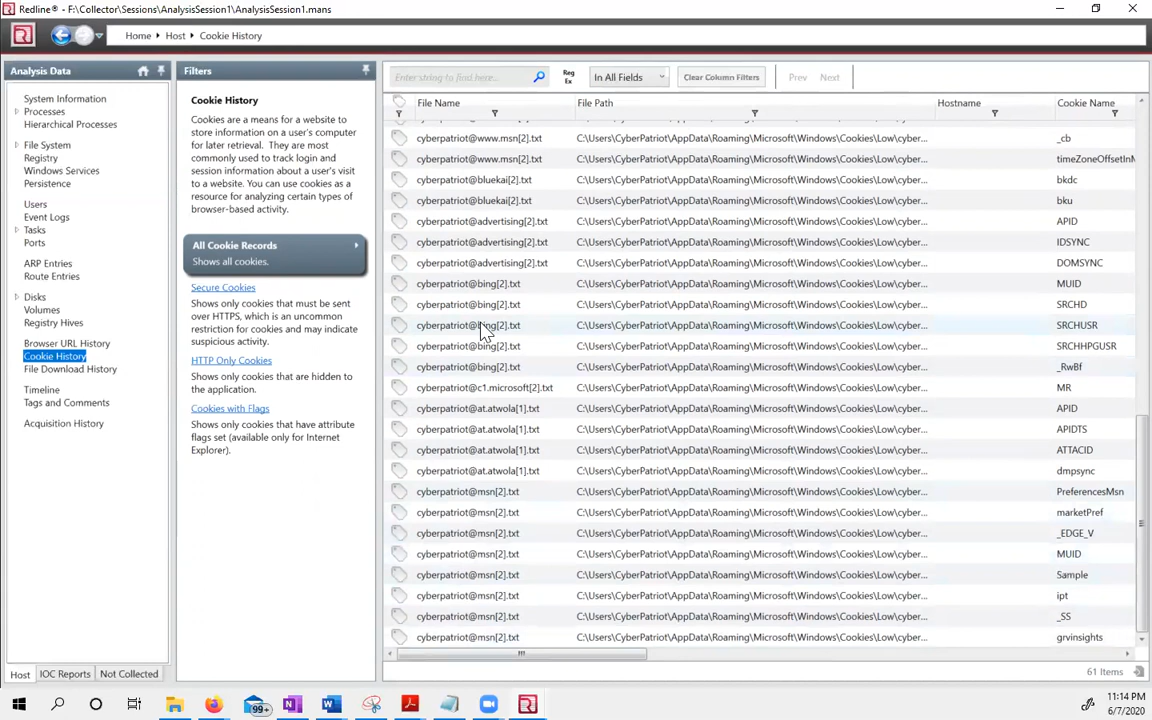 Redline® - F:\Collector\Sessions\AnalysisSession1\AnalysisSession1.mans
Home Host Cookie History
Analysis Data
System Information
Processes
Hierarchical Processes
File System
Registry
Windows Services
Persistence
Users
Event Logs
Tasks
Ports
ARP Entries
Route Entries
Disks
Volumes
Registry Hives
Browser URL History
Cookie History
File Download History
Timeline
Tags and Comments
Acquisition History
Host IOC Reports Not Collected
Filters
Cookie History
Cookies are a means for a website to
store information on a user's computer
for later retrieval. They are most
commonly used to track login and
session information about a user's visit
to a website. You can use cookies as a
resource for analyzing certain types of
browser-based activity.
All Cookie Records
Shows all cookies.
Secure Cookies
Shows only cookies that must be sent
over HTTPS, which is an uncommon
restriction for cookies and may indicate
suspicious activity.
HTTP Only Cookies
Shows only cookies that are hidden to
the application.
Cookies with Flags
Shows only cookies that have attribute
flags set (available only for Internet
Explorer).
Enter string to find here... Reg Ex In All Fields Clear Column Filters Prev Next
File Name File Path Hostname Cookie Name
cyberpatriot@www.msn[2].txt C:\Users\CyberPatriot\AppData\Roaming\Microsoft\Windows\Cookies\Low\cyber... _cb
cyberpatriot@www.msn[2].txt C:\Users\CyberPatriot\AppData\Roaming\Microsoft\Windows\Cookies\Low\cyber... timeZoneOffsetInM
cyberpatriot@bluekai[2].txt C:\Users\CyberPatriot\AppData\Roaming\Microsoft\Windows\Cookies\Low\cyber... bkdc
cyberpatriot@bluekai[2].txt C:\Users\CyberPatriot\AppData\Roaming\Microsoft\Windows\Cookies\Low\cyber... bku
cyberpatriot@advertising[2].txt C:\Users\CyberPatriot\AppData\Roaming\Microsoft\Windows\Cookies\Low\cyber... APID
cyberpatriot@advertising[2].txt C:\Users\CyberPatriot\AppData\Roaming\Microsoft\Windows\Cookies\Low\cyber... IDSYNC
cyberpatriot@advertising[2].txt C:\Users\CyberPatriot\AppData\Roaming\Microsoft\Windows\Cookies\Low\cyber... DOMSYNC
cyberpatriot@bing[2].txt C:\Users\CyberPatriot\AppData\Roaming\Microsoft\Windows\Cookies\Low\cyber... MUID
cyberpatriot@bing[2].txt C:\Users\CyberPatriot\AppData\Roaming\Microsoft\Windows\Cookies\Low\cyber... SRCHD
cyberpatriot@bing[2].txt C:\Users\CyberPatriot\AppData\Roaming\Microsoft\Windows\Cookies\Low\cyber... SRCHUSR
cyberpatriot@bing[2].txt C:\Users\CyberPatriot\AppData\Roaming\Microsoft\Windows\Cookies\Low\cyber... SRCHHPGUSR
cyberpatriot@bing[2].txt C:\Users\CyberPatriot\AppData\Roaming\Microsoft\Windows\Cookies\Low\cyber... _RwBf
cyberpatriot@c1.microsoft[2].txt C:\Users\CyberPatriot\AppData\Roaming\Microsoft\Windows\Cookies\Low\cyber... MR
cyberpatriot@at.atwola[1].txt C:\Users\CyberPatriot\AppData\Roaming\Microsoft\Windows\Cookies\Low\cyber... APID
cyberpatriot@at.atwola[1].txt C:\Users\CyberPatriot\AppData\Roaming\Microsoft\Windows\Cookies\Low\cyber... APIDTS
cyberpatriot@at.atwola[1].txt C:\Users\CyberPatriot\AppData\Roaming\Microsoft\Windows\Cookies\Low\cyber... ATTACID
cyberpatriot@at.atwola[1].txt C:\Users\CyberPatriot\AppData\Roaming\Microsoft\Windows\Cookies\Low\cyber... dmpsync
cyberpatriot@msn[2].txt C:\Users\CyberPatriot\AppData\Roaming\Microsoft\Windows\Cookies\Low\cyber... PreferencesMsn
cyberpatriot@msn[2].txt C:\Users\CyberPatriot\AppData\Roaming\Microsoft\Windows\Cookies\Low\cyber... marketPref
cyberpatriot@msn[2].txt C:\Users\CyberPatriot\AppData\Roaming\Microsoft\Windows\Cookies\Low\cyber... _EDGE_V
cyberpatriot@msn[2].txt C:\Users\CyberPatriot\AppData\Roaming\Microsoft\Windows\Cookies\Low\cyber... MUID
cyberpatriot@msn[2].txt C:\Users\CyberPatriot\AppData\Roaming\Microsoft\Windows\Cookies\Low\cyber... Sample
cyberpatriot@msn[2].txt C:\Users\CyberPatriot\AppData\Roaming\Microsoft\Windows\Cookies\Low\cyber... ipt
cyberpatriot@msn[2].txt C:\Users\CyberPatriot\AppData\Roaming\Microsoft\Windows\Cookies\Low\cyber... _SS
cyberpatriot@msn[2].txt C:\Users\CyberPatriot\AppData\Roaming\Microsoft\Windows\Cookies\Low\cyber... grvinsights
61 Items
99+
11:14 PM
6/7/2020